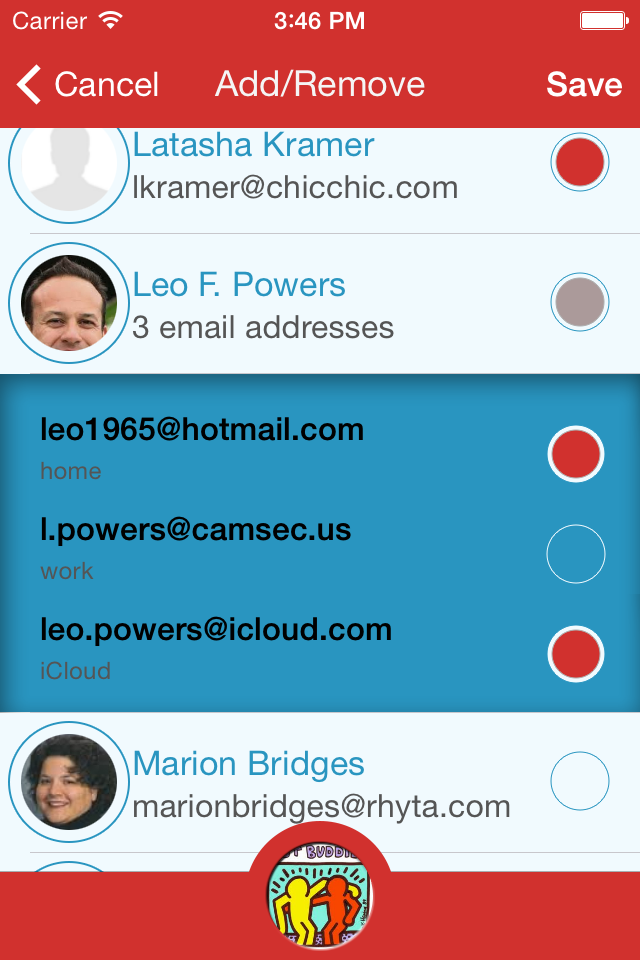 Carrier 3:46 PM
Cancel Add/Remove Save
Latasha Kramer
lkramer@chicchic.com
Leo F. Powers
3 email addresses
leo1965@hotmail.com
home
l.powers@camsec.us
work
leo.powers@icloud.com
iCloud
Marion Bridges
marionbridges@rhyta.com